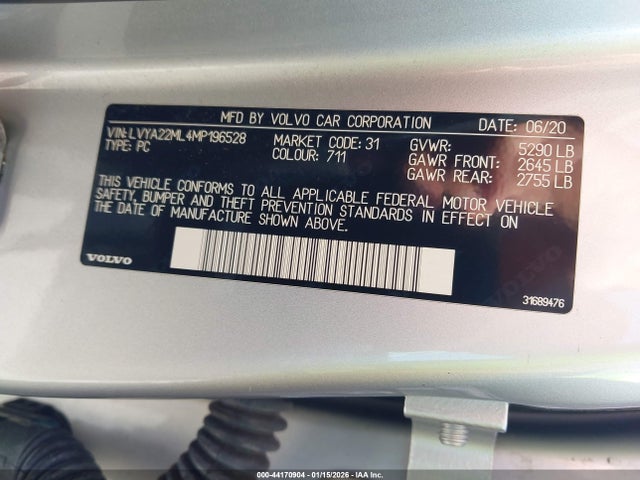 MFD BY VOLVO CAR CORPORATION DATE: 06/20
VIN: LVYA22ML4MP196528 MARKET CODE: 31 GVWR: 5290 LB
TYPE: PC COLOUR: 711 GAWR FRONT: 2645 LB
GAWR REAR: 2755 LB
THIS VEHICLE CONFORMS TO ALL APPLICABLE FEDERAL MOTOR VEHICLE
SAFETY, BUMPER AND THEFT PREVENTION STANDARDS IN EFFECT ON
THE DATE OF MANUFACTURE SHOWN ABOVE.
VOLVO
VOLVO
31689476
000-44170904 - 01/15/2026 - IAA Inc.